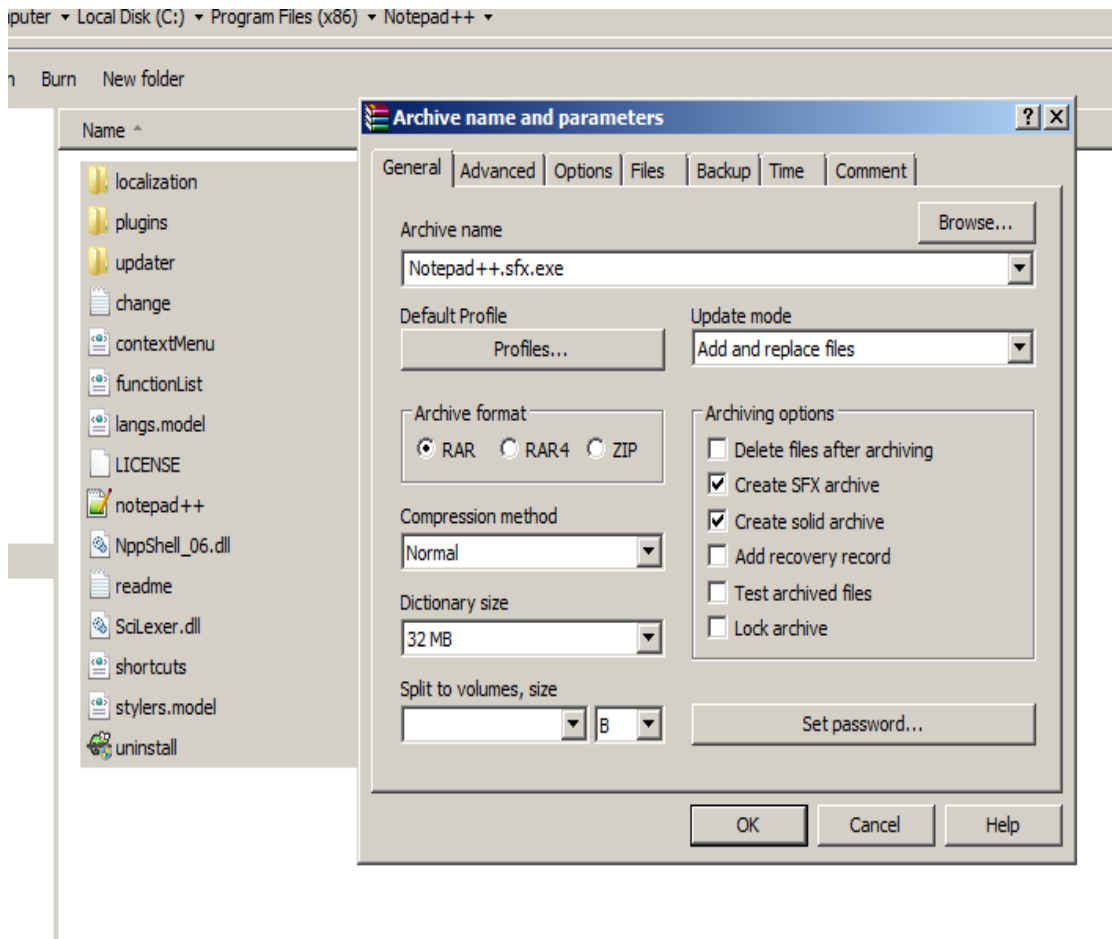 Local Disk (C:) Program Files (x86) Notepad++
Burn New folder
Name
localization
plugins
updater
change
contextMenu
functionList
langs.model
LICENSE
notepad++
NppShell_06.dll
readme
SciLexer.dll
shortcuts
stylers.model
uninstall
Archive name and parameters
General Advanced Options Files Backup Time Comment
Archive name
Browse...
Notepad++.sfx.exe
Default Profile
Profiles...
Update mode
Add and replace files
Archive format
RAR RAR4 ZIP
Compression method
Normal
Dictionary size
32 MB
Split to volumes, size
B
Archiving options
Delete files after archiving
Create SFX archive
Create solid archive
Add recovery record
Test archived files
Lock archive
Set password...
OK Cancel Help